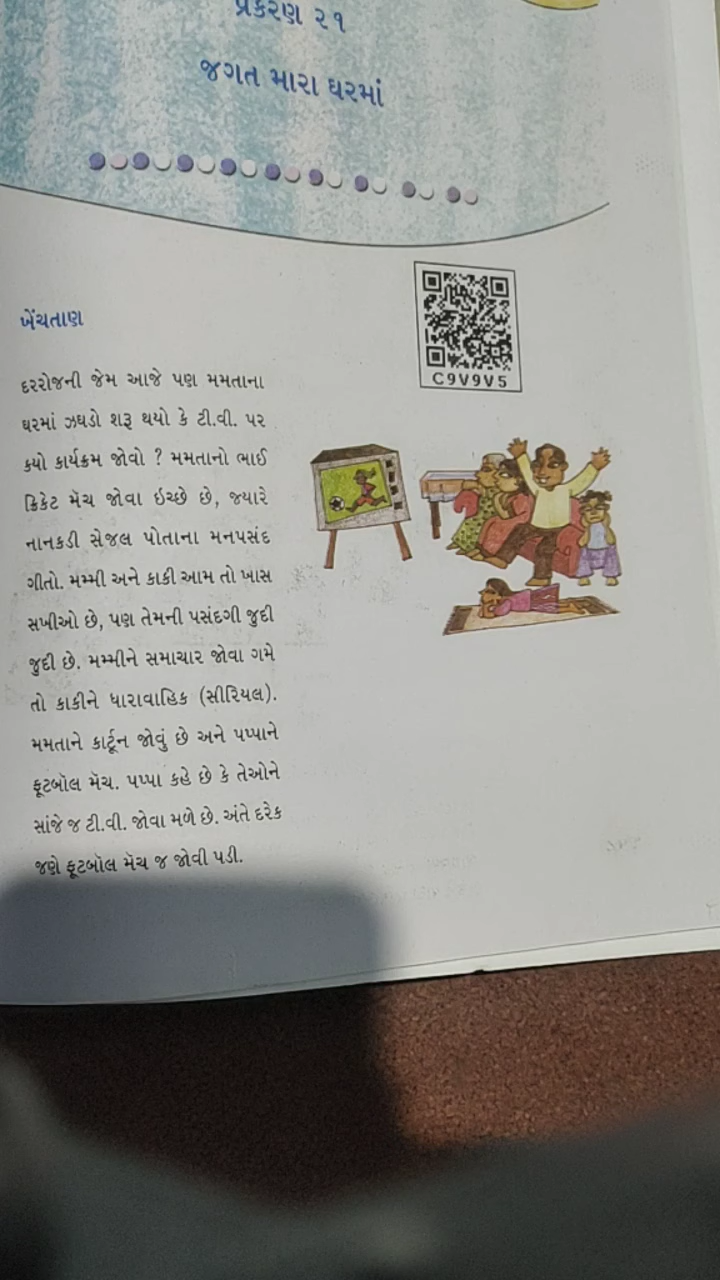 પ્રકરણ ૨૧
જગત મારા ઘરમાં
C9V9V5
ખેંચતાણ
દરરોજની જેમ આજે પણ મમતાના
ઘરમાં ઝઘડો શરૂ થયો કે ટી.વી. પર
કયો કાર્યક્રમ જોવો ? મમતાનો ભાઈ
ક્રિકેટ મૅચ જોવા ઇચ્છે છે, જ્યારે
નાનકડી સેજલ પોતાના મનપસંદ
ગીતો. મમ્મી અને કાકી આમ તો ખાસ
સખીઓ છે, પણ તેમની પસંદગી જુદી
જુદી છે. મમ્મીને સમાચાર જોવા ગમે
તો કાકીને ધારાવાહિક (સીરિયલ).
મમતાને કાર્ટૂન જોવું છે અને પપ્પાને
ફૂટબૉલ મૅચ. પપ્પા કહે છે કે તેઓને
સાંજે જ ટી.વી. જોવા મળે છે. અંતે દરેક
જણે ફૂટબૉલ મૅચ જ જોવી પડી.